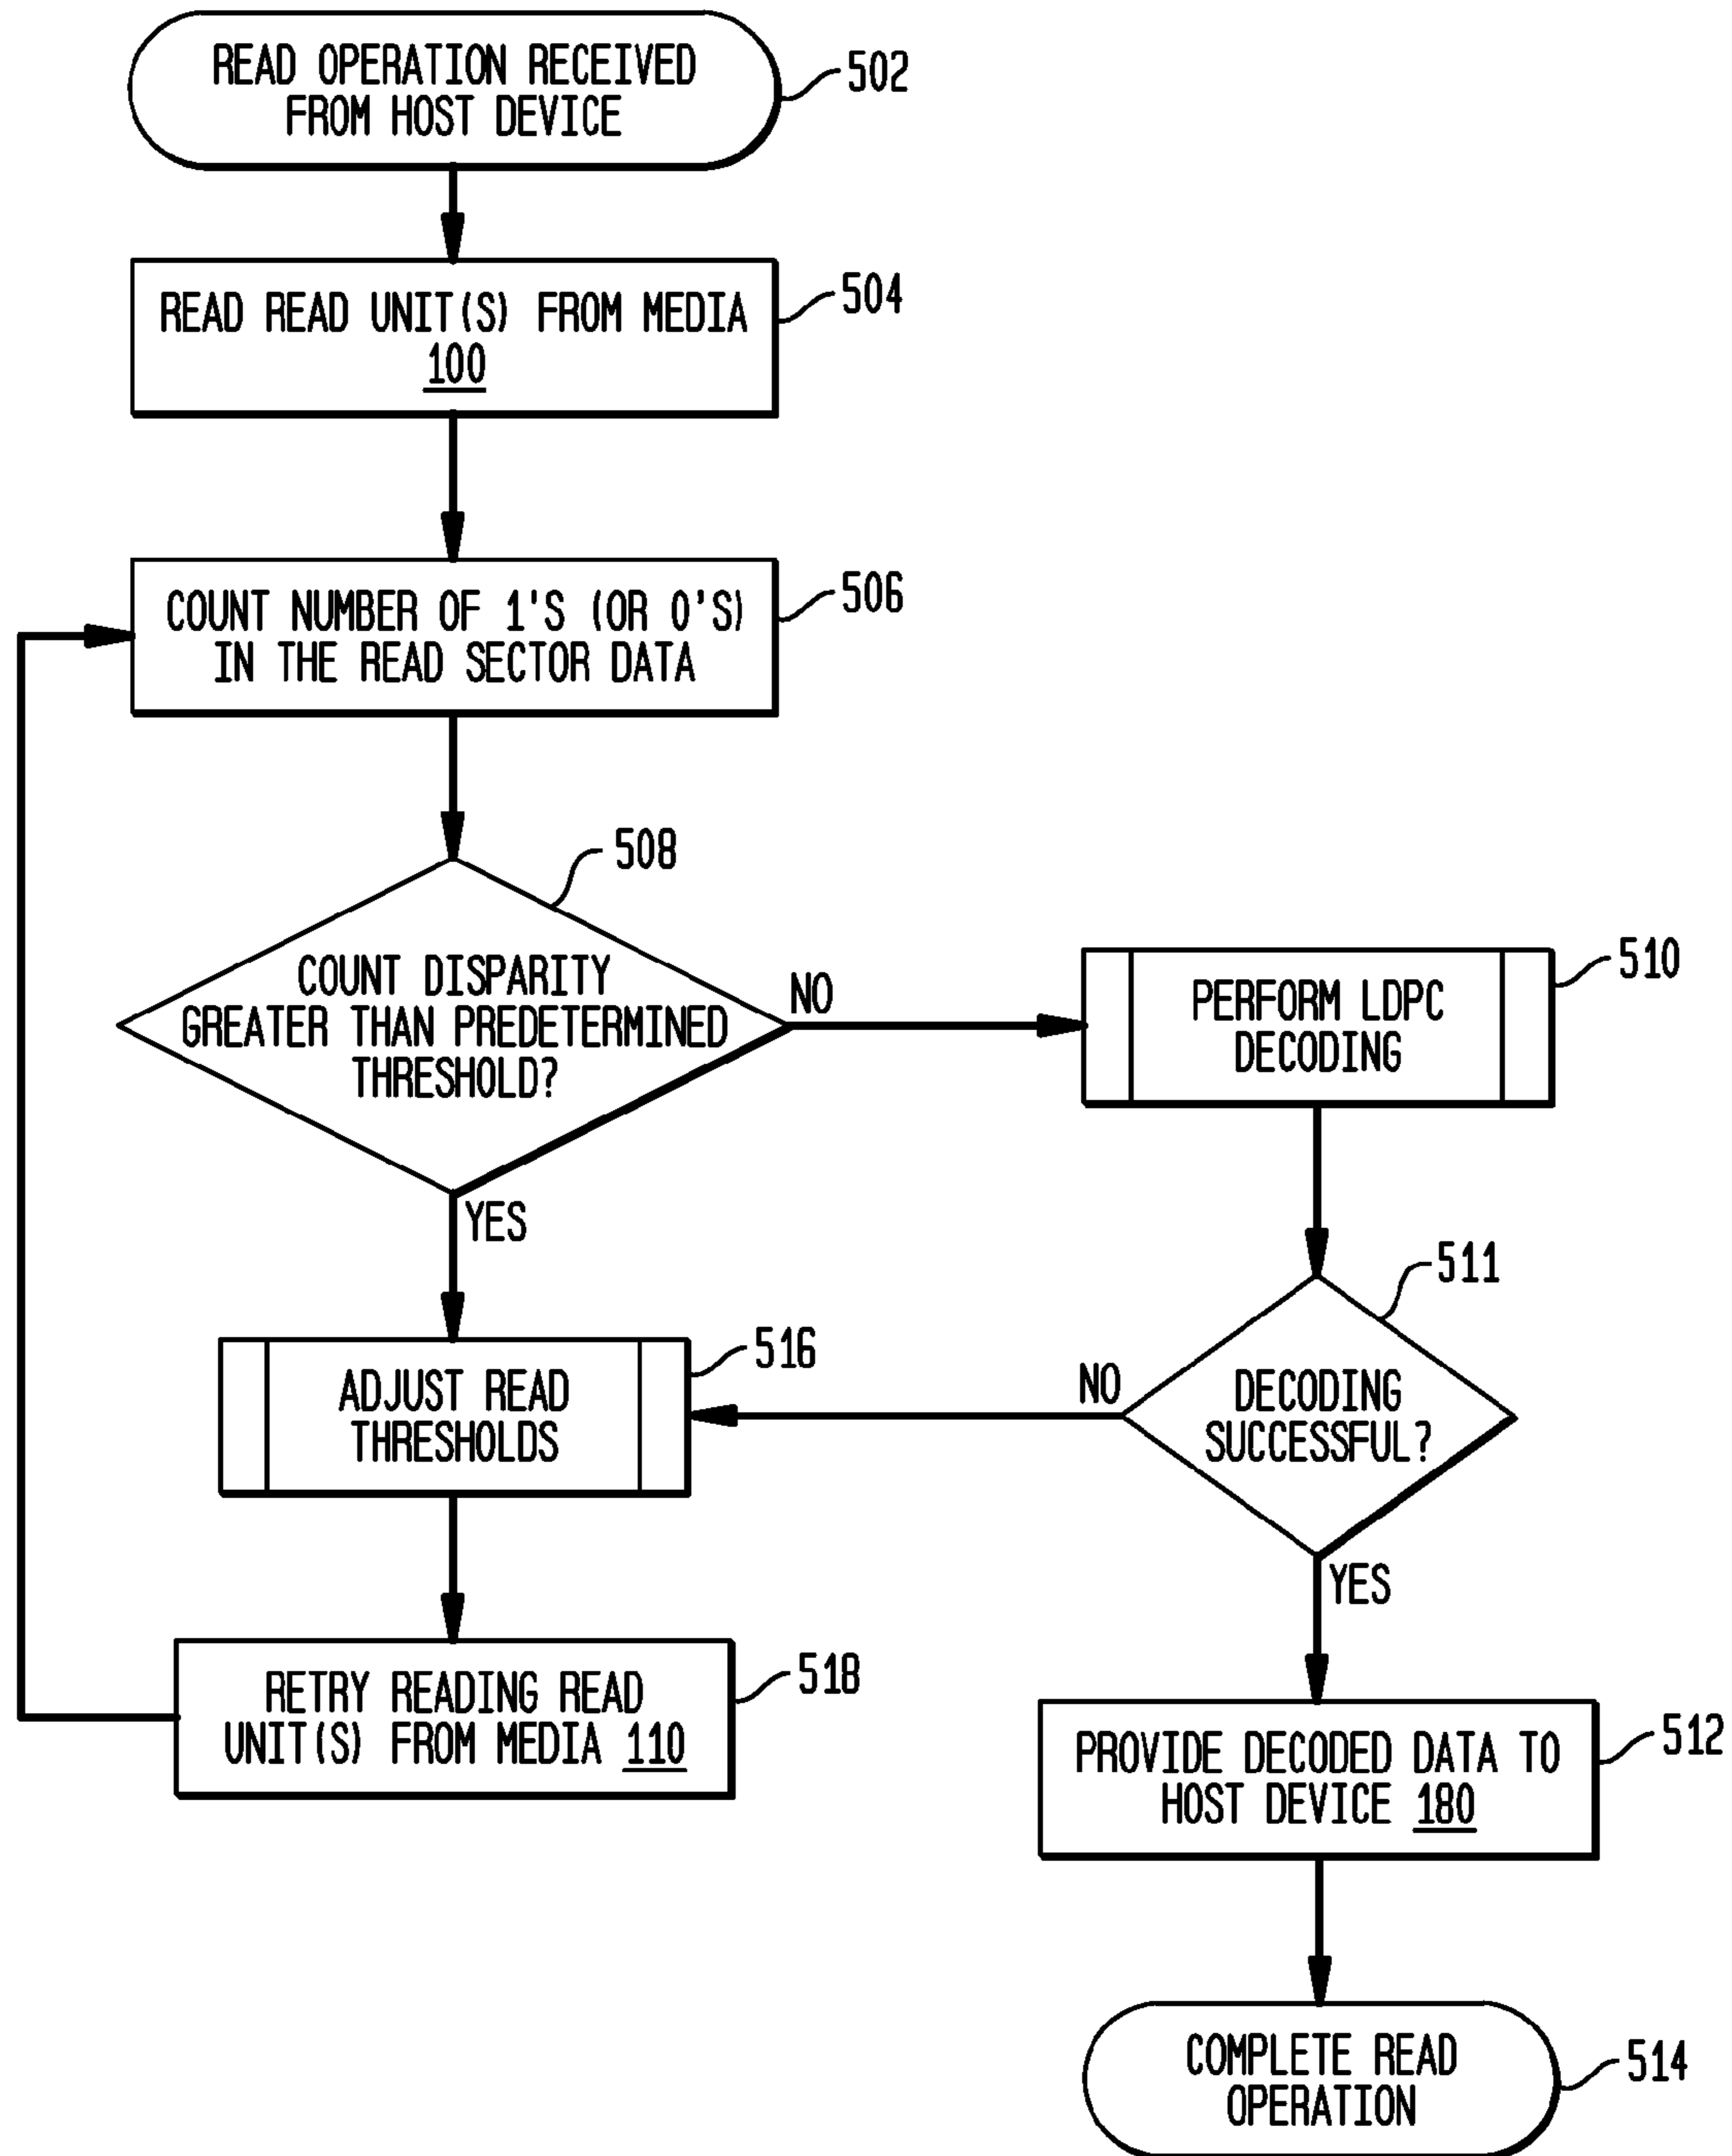 READ OPERATION RECEIVED
FROM HOST DEVICE
502
READ READ UNIT(S) FROM MEDIA
100
504
COUNT NUMBER OF 1'S (OR 0'S)
IN THE READ SECTOR DATA
506
508
COUNT DISPARITY
GREATER THAN PREDETERMINED
THRESHOLD?
NO
YES
PERFORM LDPC
DECODING
510
511
DECODING
SUCCESSFUL?
NO
YES
ADJUST READ
THRESHOLDS
516
RETRY READING READ
UNIT(S) FROM MEDIA 110
518
PROVIDE DECODED DATA TO
HOST DEVICE 180
512
COMPLETE READ
OPERATION
514